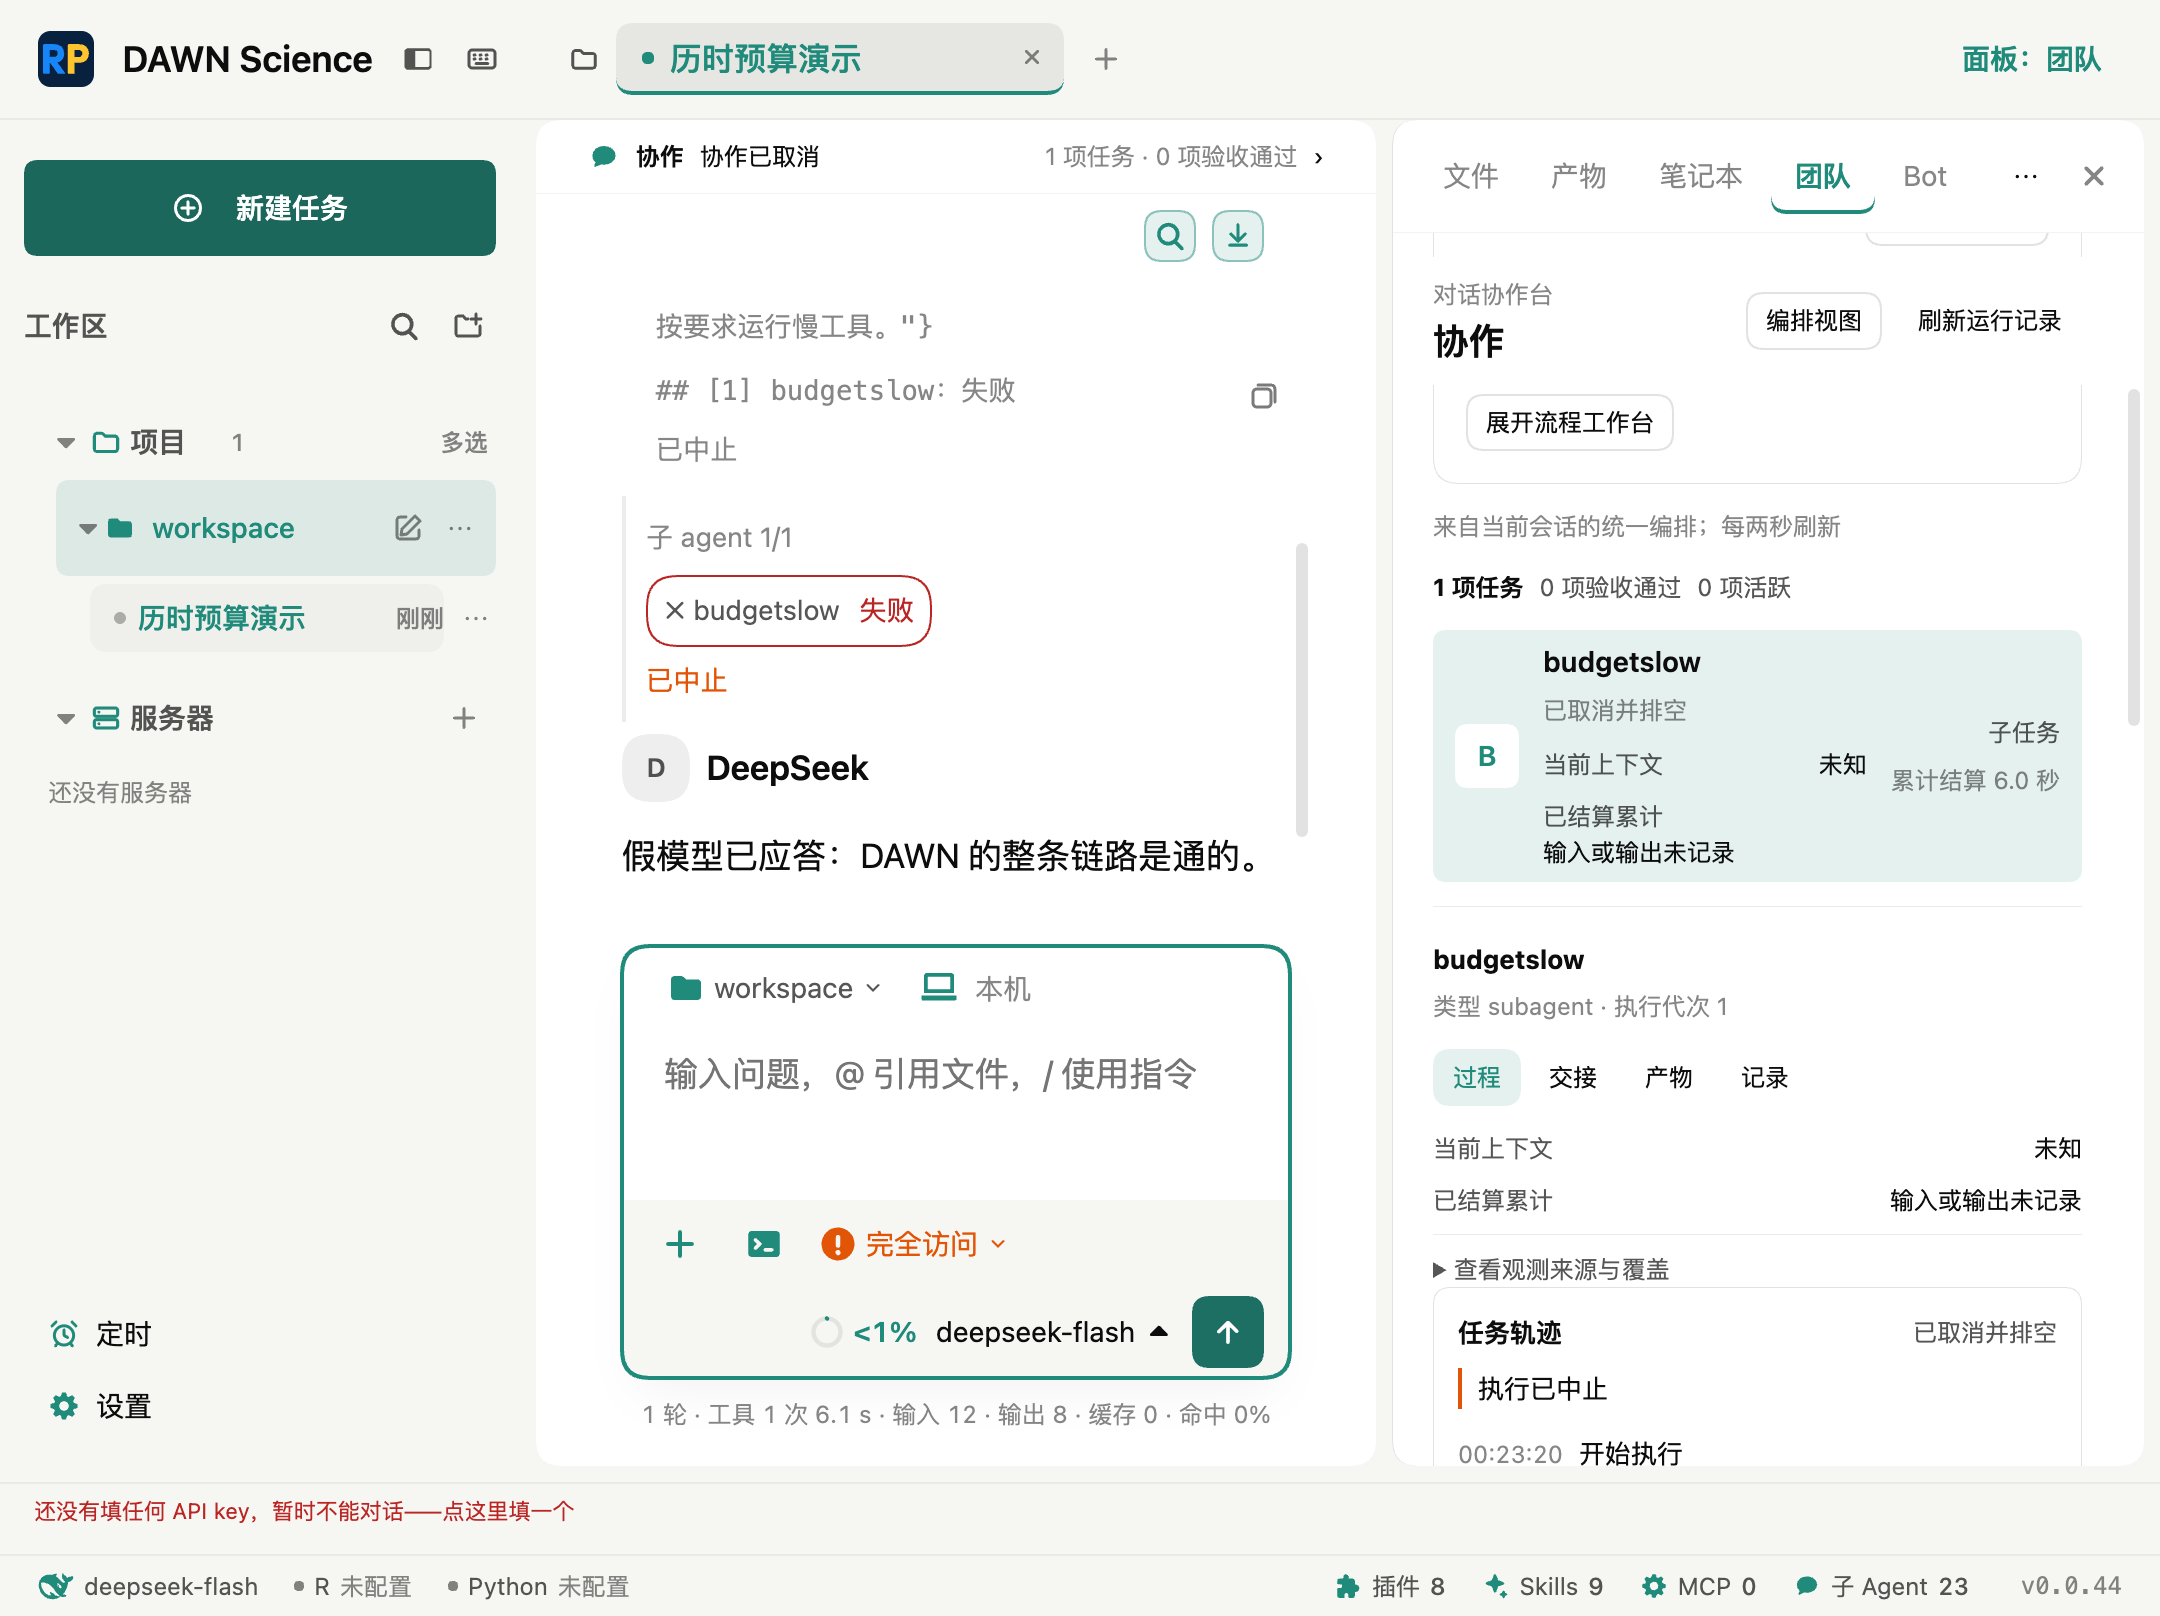 RP DAWN Science
历时预算演示
面板：团队
新建任务
工作区
项目 1 多选
workspace
历时预算演示 刚刚
服务器
还没有服务器
定时
设置
协作 协作已取消 1 项任务 · 0 项验收通过
按要求运行慢工具。"}
## [1] budgetslow：失败
已中止
子 agent 1/1
budgetslow 失败
已中止
D DeepSeek
假模型已应答：DAWN 的整条链路是通的。
workspace 本机
输入问题，@ 引用文件，/ 使用指令
完全访问
<1% deepseek-flash
1 轮 · 工具 1 次 6.1 s · 输入 12 · 输出 8 · 缓存 0 · 命中 0%
文件 产物 笔记本 团队 Bot ···
对话协作台
协作
编排视图 刷新运行记录
展开流程工作台
来自当前会话的统一编排；每两秒刷新
1 项任务 0 项验收通过 0 项活跃
B
budgetslow
已取消并排空
当前上下文 未知
已结算累计
输入或输出未记录
子任务
累计结算 6.0 秒
budgetslow
类型 subagent · 执行代次 1
过程 交接 产物 记录
当前上下文 未知
已结算累计 输入或输出未记录
查看观测来源与覆盖
任务轨迹 已取消并排空
执行已中止
00:23:20 开始执行
还没有填任何 API key，暂时不能对话——点这里填一个
deepseek-flash R 未配置 Python 未配置
插件 8 Skills 9 MCP 0 子 Agent 23 v0.0.44